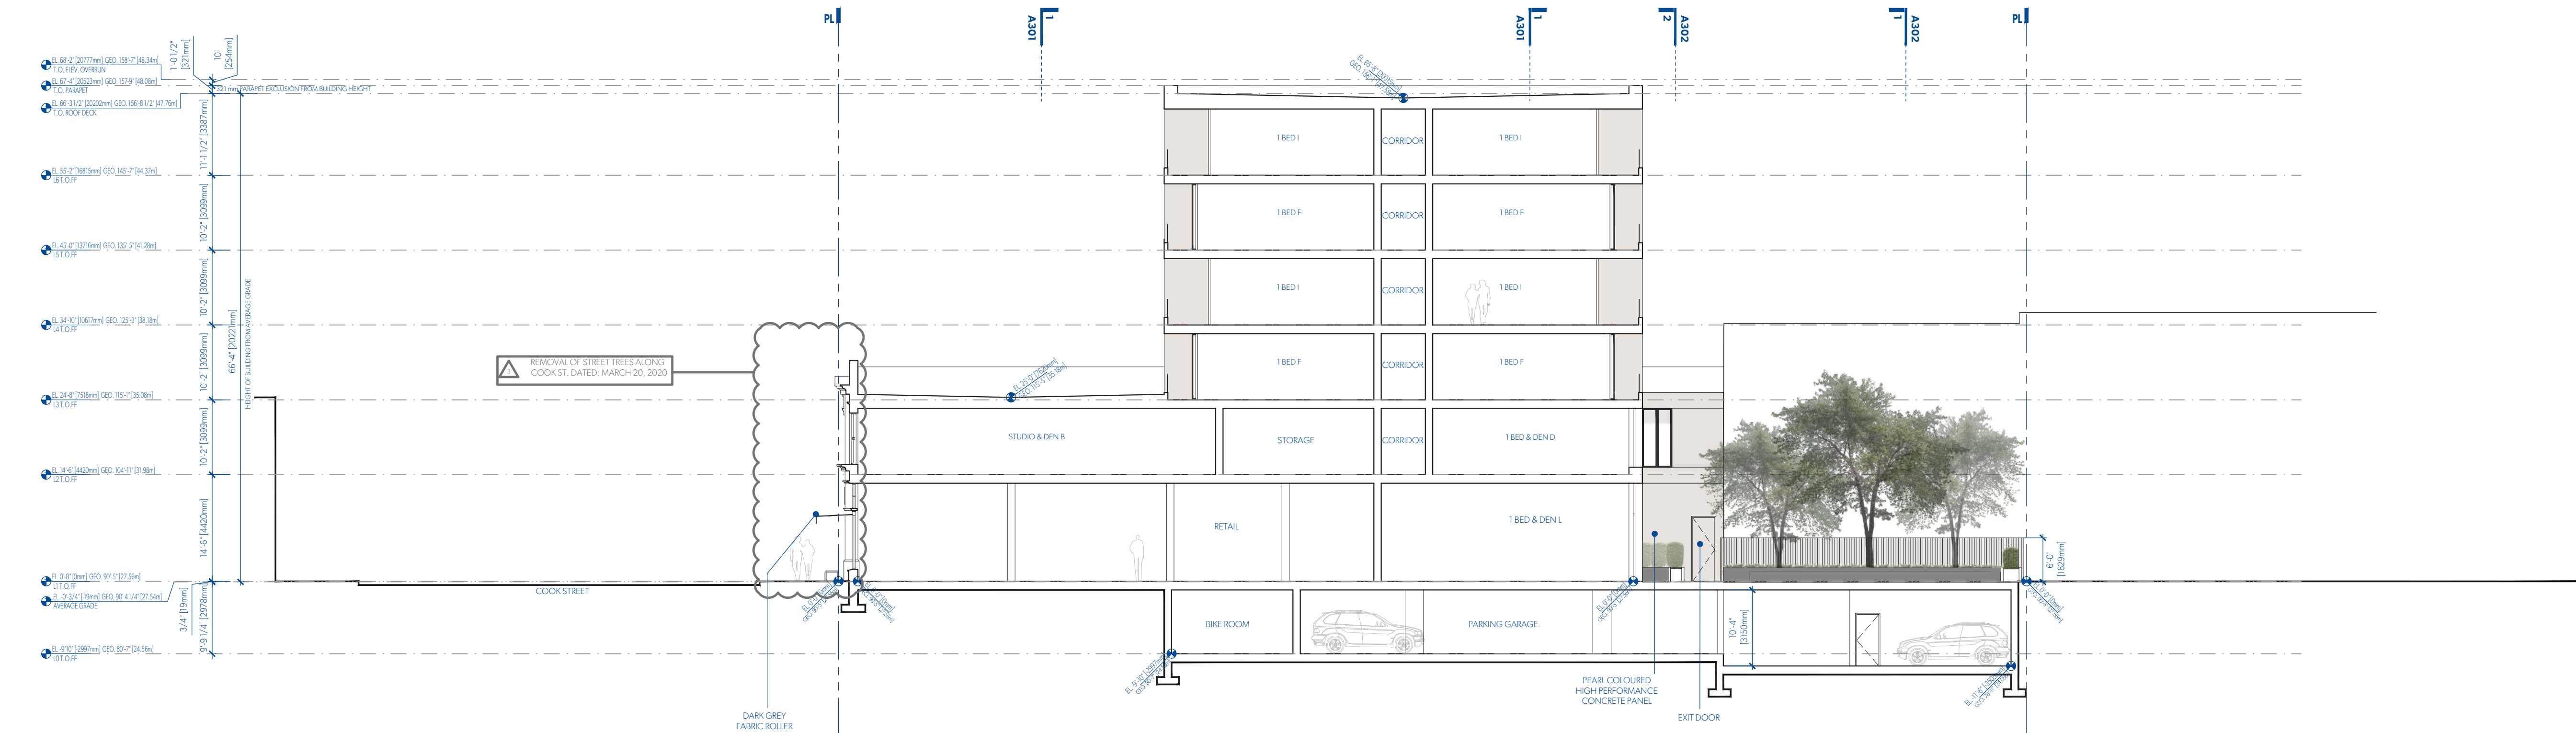 PL
A301
1
A301
1
2
A302
1
A302
PL
1'-0 1/2"
[321mm]
10"
[254mm]
EL 68'-2" [20777mm] GEO. 158'-7" [48.34m]
T.O. ELEV. OVERRUN
EL 67'-4" [20523mm] GEO. 157'-9" [48.08m]
T.O. PARAPET
321 mm PARAPET EXCLUSION FROM BUILDING HEIGHT
EL 66'-3 1/2" [20202mm] GEO. 156'-8 1/2" [47.76m]
T.O. ROOF DECK
11'-1 1/2" [3387mm]
1 BED I
CORRIDOR
1 BED I
EL 55'-2" [16815mm] GEO. 145'-7" [44.37m]
L6 T.O.FF
10'-2" [3099mm]
1 BED F
CORRIDOR
1 BED F
EL 45'-0" [13716mm] GEO. 135'-5" [41.28m]
L5 T.O.FF
10'-2" [3099mm]
1 BED I
CORRIDOR
1 BED I
EL 34'-10" [10617mm] GEO. 125'-3" [38.18m]
L4 T.O.FF
66'-4" [20221mm]
HEIGHT OF BUILDING FROM AVERAGE GRADE
10'-2" [3099mm]
REMOVAL OF STREET TREES ALONG
COOK ST. DATED: MARCH 20, 2020
1 BED F
CORRIDOR
1 BED F
EL 25'-0" [7620mm]
GEO. 115'-5" [35.18m]
EL 24'-8" [7518mm] GEO. 115'-1" [35.08m]
L3 T.O.FF
10'-2" [3099mm]
STUDIO & DEN B
STORAGE
CORRIDOR
1 BED & DEN D
EL 14'-6" [4420mm] GEO. 104'-11" [31.98m]
L2 T.O.FF
14'-6" [4420mm]
RETAIL
1 BED & DEN L
6'-0"
[1829mm]
EL 0'-0" [0mm] GEO. 90'-5" [27.56m]
L1 T.O.FF
COOK STREET
EL -0'-3/4" [-19mm] GEO. 90' 4 1/4" [27.54m]
AVERAGE GRADE
3/4" [19mm]
9'-9 1/4" [2978mm]
BIKE ROOM
PARKING GARAGE
10'-4"
[3150mm]
EL -9'10" [-2997mm] GEO. 80'-7" [24.56m]
L0 T.O.FF
PEARL COLOURED
HIGH PERFORMANCE
CONCRETE PANEL
EXIT DOOR
DARK GREY
FABRIC ROLLER